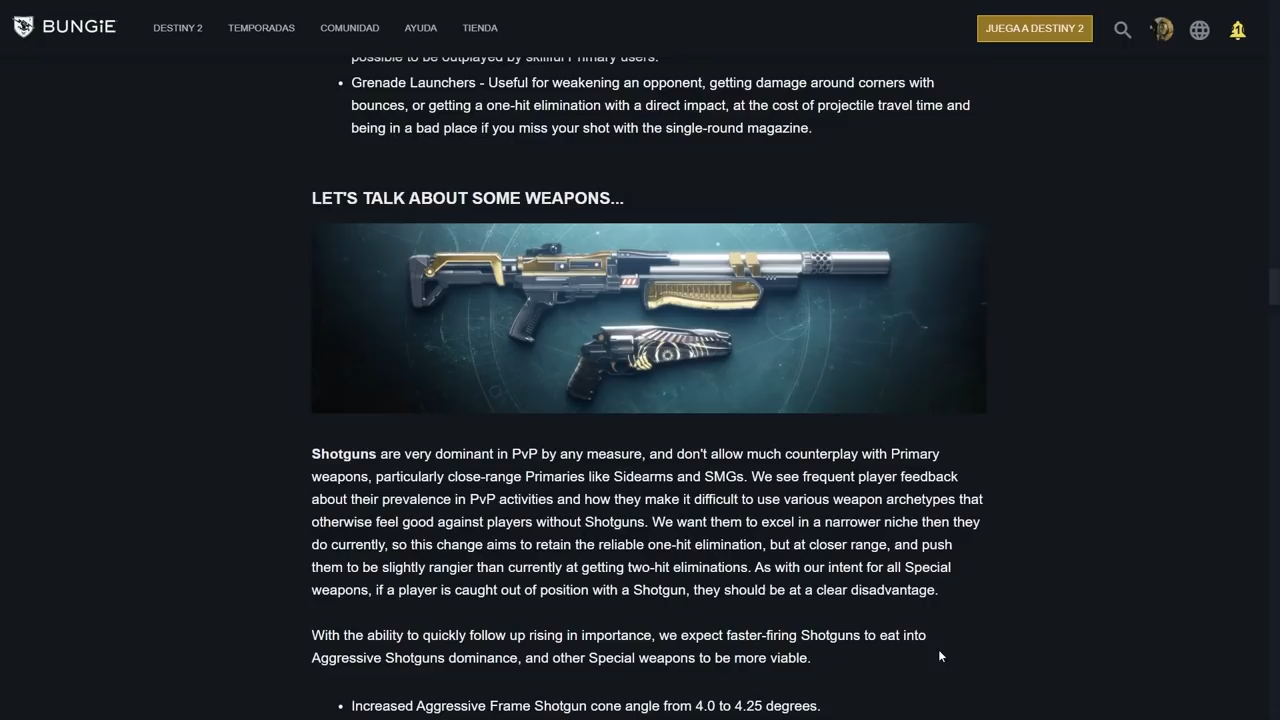 BUNGiE
DESTINY 2
TEMPORADAS
COMUNIDAD
AYUDA
TIENDA
JUEGA A DESTINY 2
1
possible to be outplayed by skillful Primary users.
• Grenade Launchers - Useful for weakening an opponent, getting damage around corners with
bounces, or getting a one-hit elimination with a direct impact, at the cost of projectile travel time and
being in a bad place if you miss your shot with the single-round magazine.
LET'S TALK ABOUT SOME WEAPONS...
Shotguns are very dominant in PvP by any measure, and don't allow much counterplay with Primary
weapons, particularly close-range Primaries like Sidearms and SMGs. We see frequent player feedback
about their prevalence in PvP activities and how they make it difficult to use various weapon archetypes that
otherwise feel good against players without Shotguns. We want them to excel in a narrower niche then they
do currently, so this change aims to retain the reliable one-hit elimination, but at closer range, and push
them to be slightly rangier than currently at getting two-hit eliminations. As with our intent for all Special
weapons, if a player is caught out of position with a Shotgun, they should be at a clear disadvantage.
With the ability to quickly follow up rising in importance, we expect faster-firing Shotguns to eat into
Aggressive Shotguns dominance, and other Special weapons to be more viable.
• Increased Aggressive Frame Shotgun cone angle from 4.0 to 4.25 degrees.